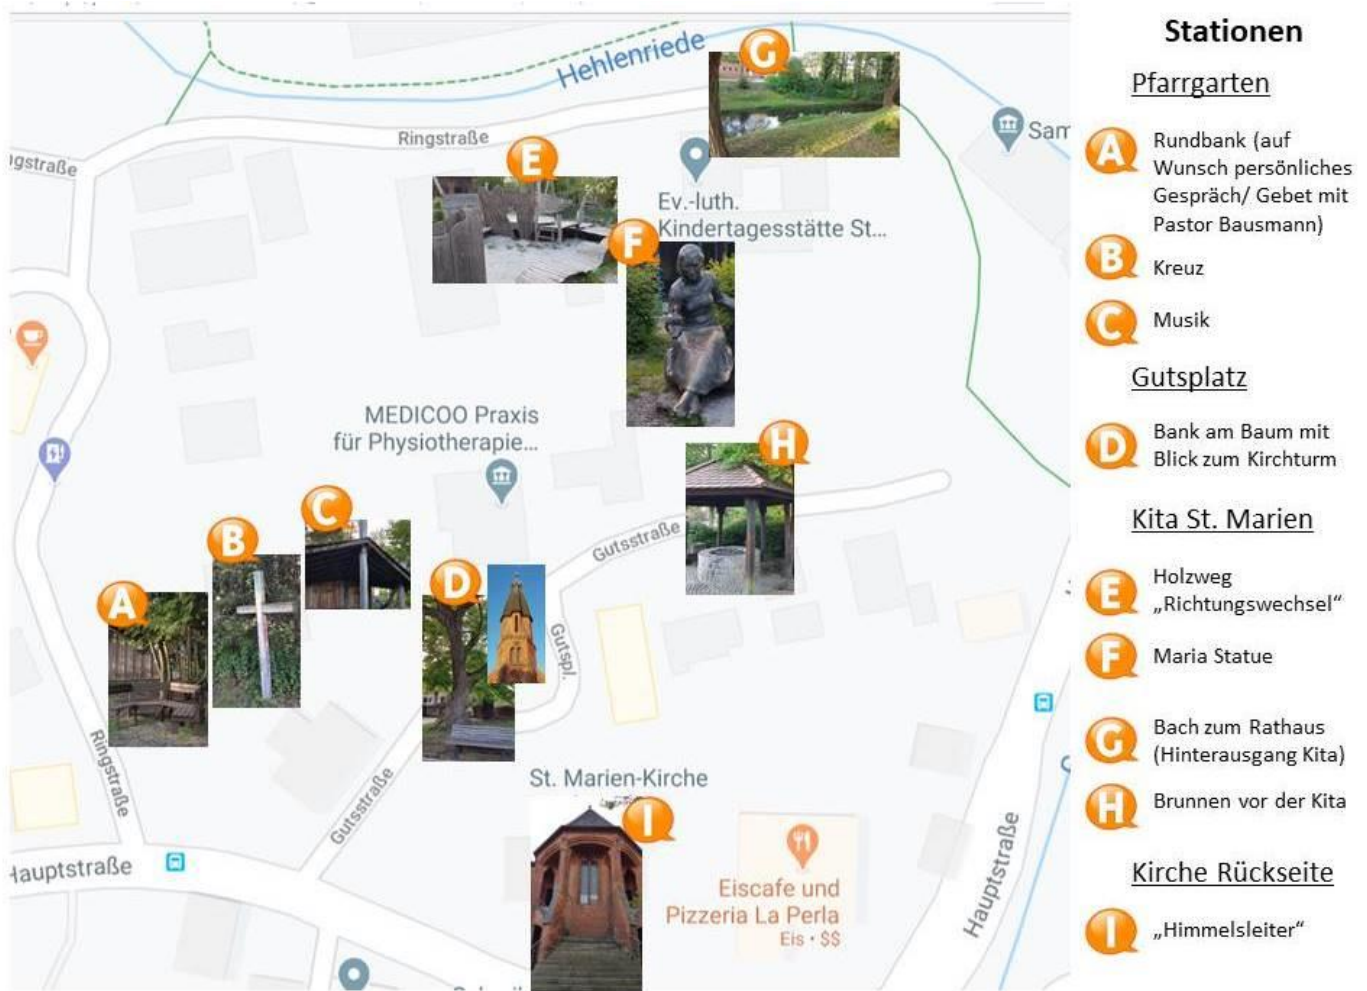 Hehlenriede
G
Ringstraße
E
Sam
Ev.-luth.
Kindertagesstätte St...
F
MEDICOO Praxis
für Physiotherapie...
H
C
B
Gutsstraße
A
D
Gutspl.
Ringstraße
St. Marien-Kirche
Gutsstraße
I
Hauptstraße
Eiscafe und
Pizzeria La Perla
Eis • $$
Hauptstraße
Stationen
Pfarrgarten
A Rundbank (auf
Wunsch persönliches
Gespräch/ Gebet mit
Pastor Bausmann)
B Kreuz
C Musik
Gutsplatz
D Bank am Baum mit
Blick zum Kirchturm
Kita St. Marien
E Holzweg
„Richtungswechsel“
F Maria Statue
G Bach zum Rathaus
(Hinterausgang Kita)
H Brunnen vor der Kita
Kirche Rückseite
I „Himmelsleiter“